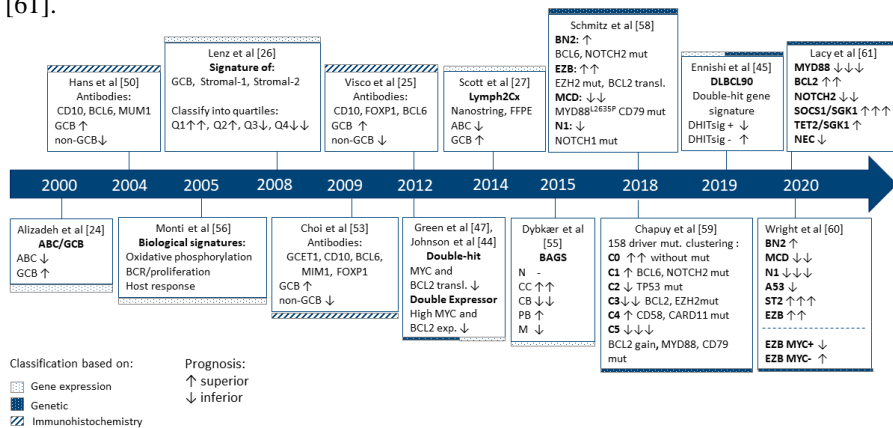 [61].
Hans et al [50]
Antibodies:
CD10, BCL6, MUM1
GCB ↑
non-GCB↓
Lenz et al [26]
Signature of:
GCB, Stromal-1, Stromal-2
Classify into quartiles:
Q1↑↑, Q2↑, Q3↓, Q4↓↓
Visco et al [25]
Antibodies:
CD10, FOXP1, BCL6
GCB ↑
non-GCB ↓
Scott et al [27]
Lymph2Cx
Nanostring, FFPE
ABC ↓
GCB ↑
Schmitz et al [58]
BN2: ↑
BCL6, NOTCH2 mut
EZB: ↑↑
EZH2 mut, BCL2 transl.
MCD: ↓↓
MYD88L2635P CD79 mut
N1: ↓
NOTCH1 mut
Ennishi et al [45]
DLBCL90
Double-hit gene
signature
DHITsig + ↓
DHITsig - ↑
Lacy et al [61]
MYD88 ↓↓↓
BCL2 ↑↑
NOTCH2 ↓↓
SOCS1/SGK1 ↑↑↑
TET2/SGK1 ↑
NEC ↓
2000 2004 2005 2008 2009 2012 2014 2015 2018 2019 2020
Alizadeh et al [24]
ABC/GCB
ABC ↓
GCB ↑
Monti et al [56]
Biological signatures:
Oxidative phosphorylation
BCR/proliferation
Host response
Choi et al [53]
Antibodies:
GCET1, CD10, BCL6,
MIM1, FOXP1
GCB ↑
non-GCB ↓
Green et al [47],
Johnson et al. [44]
Double-hit
MYC and
BCL2 transl. ↓
Double Expressor
High MYC and
BCL2 exp. ↓
Dybkær et al
[55]
BAGS
N -
CC ↑↑
CB ↓↓
PB ↑
M ↓
Chapuy et al [59]
158 driver mut. clustering :
C0 ↑↑ without mut
C1 ↑ BCL6, NOTCH2 mut
C2 ↓ TP53 mut
C3↓↓ BCL2, EZH2mut
C4 ↑ CD58, CARD11 mut
C5 ↓↓↓
BCL2 gain, MYD88, CD79
mut
Wright et al [60]
BN2 ↑
MCD ↓↓
N1 ↓↓↓
A53 ↓
ST2 ↑↑↑
EZB ↑↑
EZB MYC+ ↓
EZB MYC- ↑
Classification based on:
Gene expression
Genetic
Immunohistochemistry
Prognosis:
↑ superior
↓ inferior